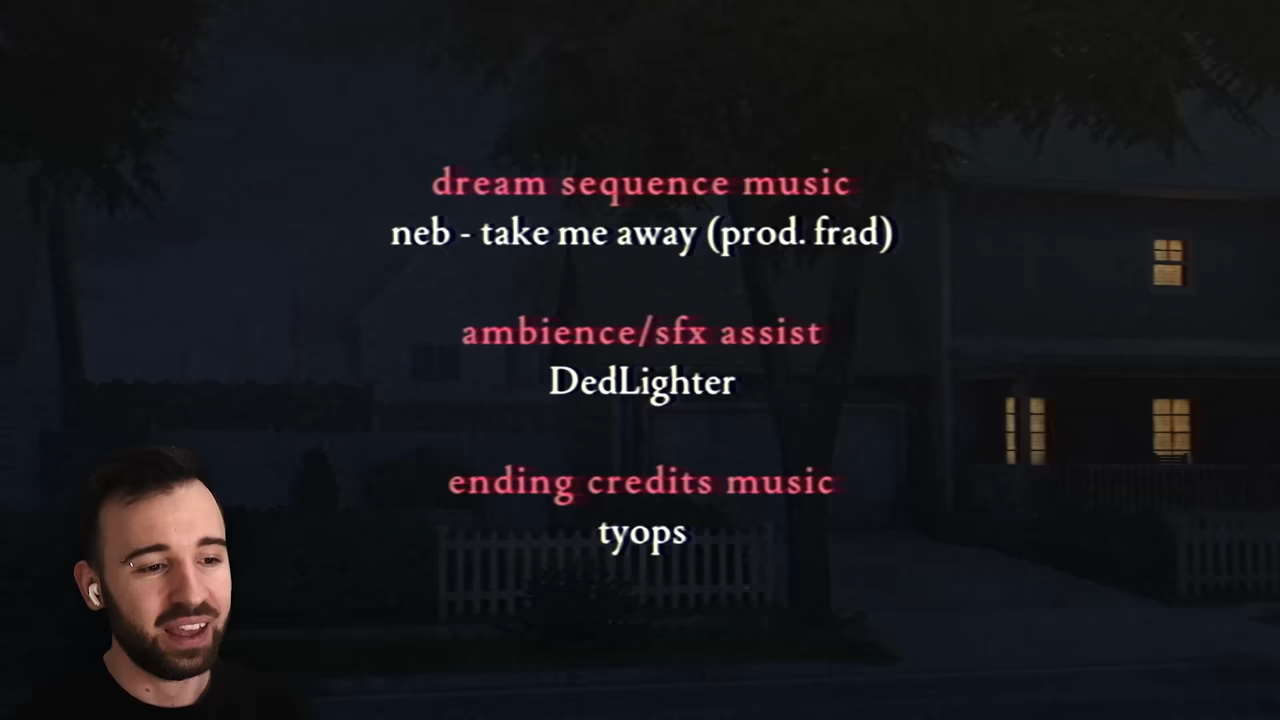 dream sequence music
neb - take me away (prod. frad)
ambience/sfx assist
DedLighter
ending credits music
tyops